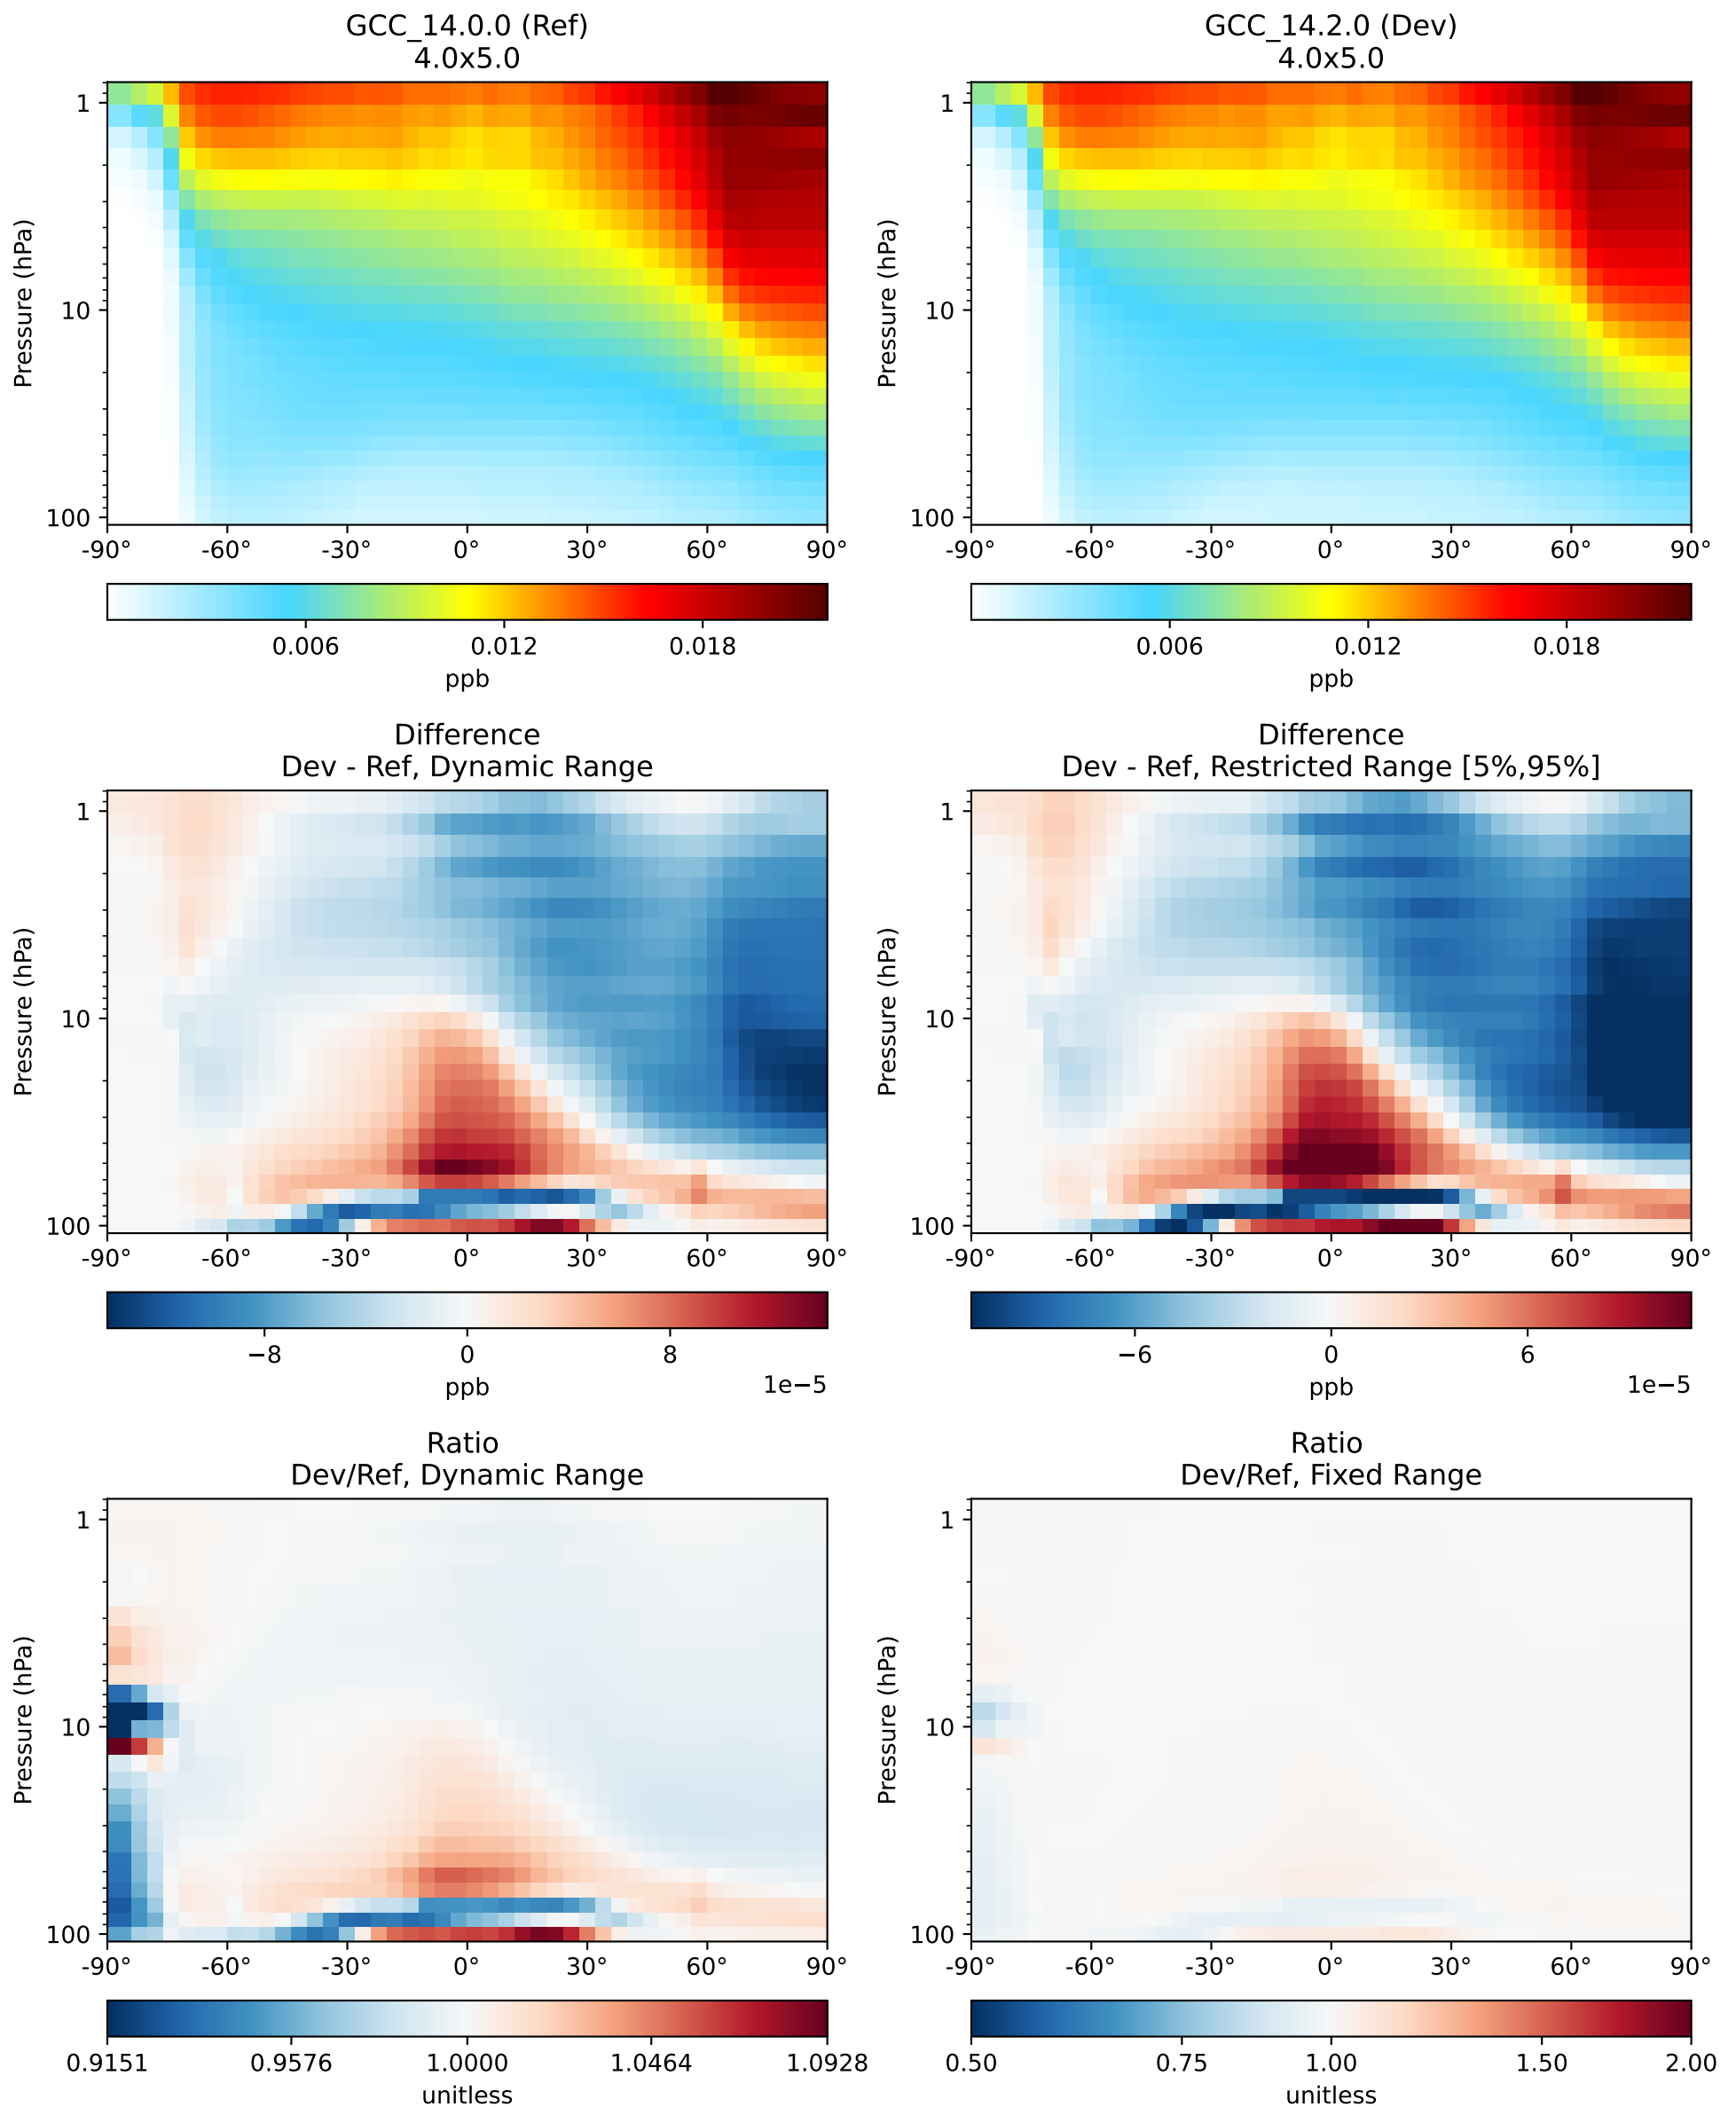 GCC_14.0.0 (Ref)
4.0x5.0
Pressure (hPa)
1
10
100
-90° -60° -30° 0° 30° 60° 90°
0.006 0.012 0.018
ppb
GCC_14.2.0 (Dev)
4.0x5.0
Pressure (hPa)
1
10
100
-90° -60° -30° 0° 30° 60° 90°
0.006 0.012 0.018
ppb
Difference
Dev - Ref, Dynamic Range
Pressure (hPa)
1
10
100
-90° -60° -30° 0° 30° 60° 90°
−8 0 8
1e−5
ppb
Difference
Dev - Ref, Restricted Range [5%,95%]
Pressure (hPa)
1
10
100
-90° -60° -30° 0° 30° 60° 90°
−6 0 6
1e−5
ppb
Ratio
Dev/Ref, Dynamic Range
Pressure (hPa)
1
10
100
-90° -60° -30° 0° 30° 60° 90°
0.9151 0.9576 1.0000 1.0464 1.0928
unitless
Ratio
Dev/Ref, Fixed Range
Pressure (hPa)
1
10
100
-90° -60° -30° 0° 30° 60° 90°
0.50 0.75 1.00 1.50 2.00
unitless